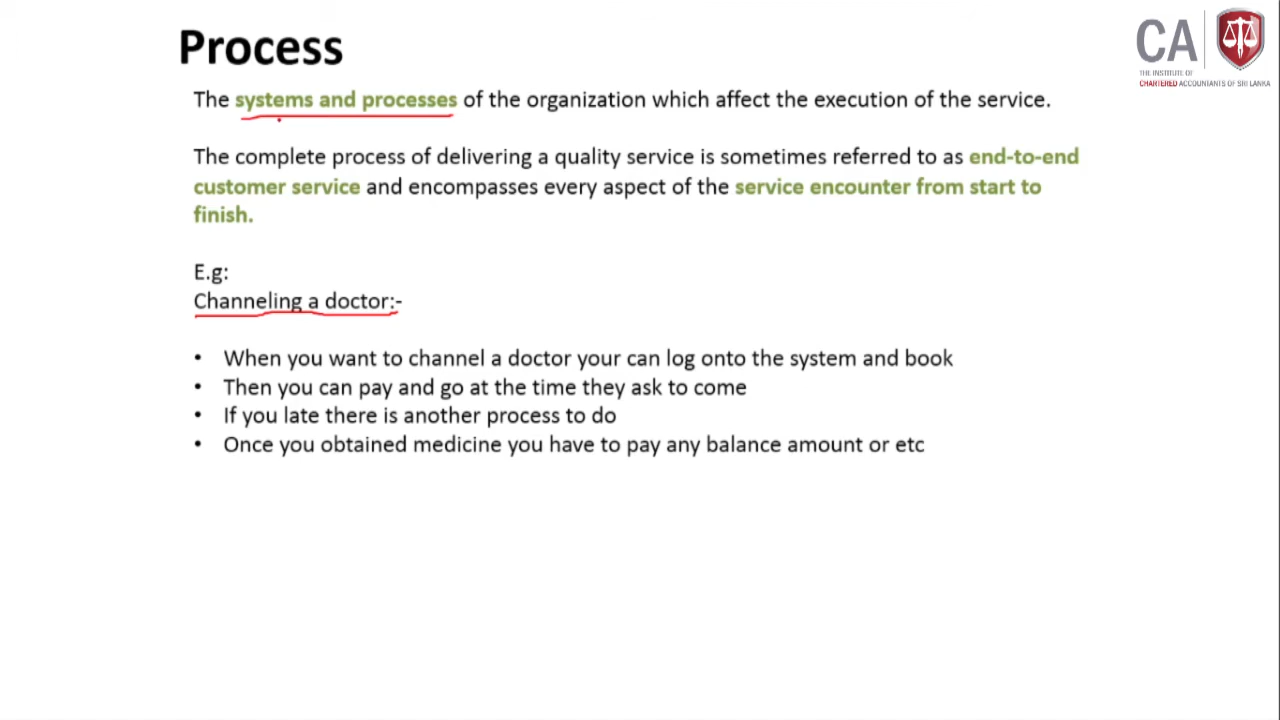 Process
CA
THE INSTITUTE OF
CHARTERED ACCOUNTANTS OF SRI LANKA
The systems and processes of the organization which affect the execution of the service.
The complete process of delivering a quality service is sometimes referred to as end-to-end
customer service and encompasses every aspect of the service encounter from start to
finish.
E.g:
Channeling a doctor:-
• When you want to channel a doctor your can log onto the system and book
• Then you can pay and go at the time they ask to come
• If you late there is another process to do
• Once you obtained medicine you have to pay any balance amount or etc